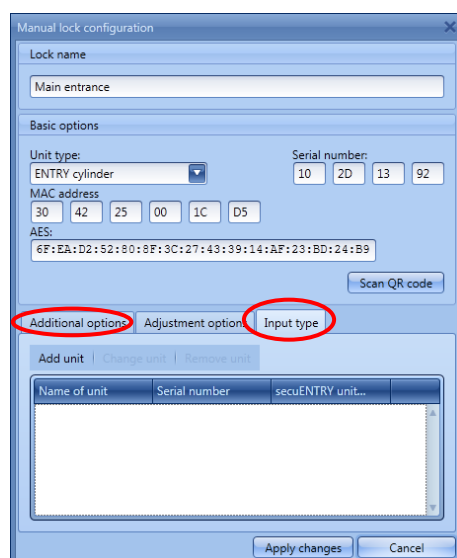 Manual lock configuration
Lock name
Main entrance
Basic options
Unit type: Serial number:
ENTRY cylinder 10 2D 13 92
MAC address
30 42 25 00 1C D5
AES:
6F:EA:D2:52:80:8F:3C:27:43:39:14:AF:23:BD:24:B9
Scan QR code
Additional options Adjustment options Input type
Add unit Change unit Remove unit
Name of unit Serial number secuENTRY unit...
Apply changes Cancel